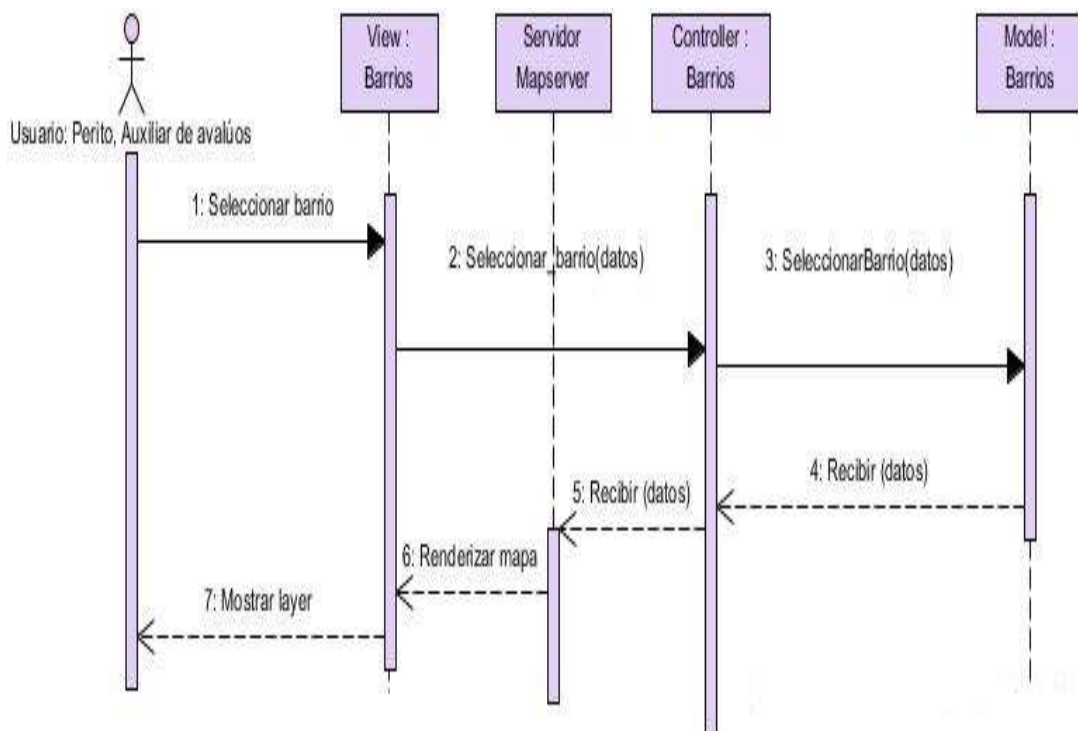 View :
Barrios
Servidor
Mapserver
Controller :
Barrios
Model :
Barrios
Usuario: Perito, Auxiliar de avalúos
1: Seleccionar barrio
2: Seleccionar_barrio(datos)
3: SeleccionarBarrio(datos)
4: Recibir (datos)
5: Recibir (datos)
6: Renderizar mapa
7: Mostrar layer